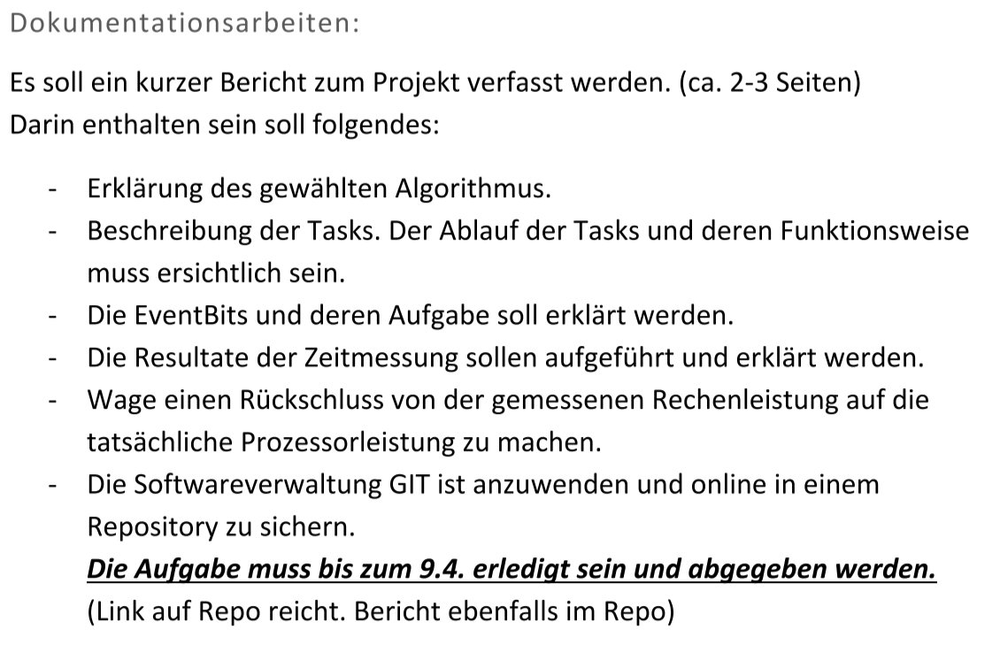 Dokumentationsarbeiten:
Es soll ein kurzer Bericht zum Projekt verfasst werden. (ca. 2-3 Seiten)
Darin enthalten sein soll folgendes:
- Erklärung des gewählten Algorithmus.
- Beschreibung der Tasks. Der Ablauf der Tasks und deren Funktionsweise
muss ersichtlich sein.
- Die EventBits und deren Aufgabe soll erklärt werden.
- Die Resultate der Zeitmessung sollen aufgeführt und erklärt werden.
- Wage einen Rückschluss von der gemessenen Rechenleistung auf die
tatsächliche Prozessorleistung zu machen.
- Die Softwareverwaltung GIT ist anzuwenden und online in einem
Repository zu sichern.
Die Aufgabe muss bis zum 9.4. erledigt sein und abgegeben werden.
(Link auf Repo reicht. Bericht ebenfalls im Repo)